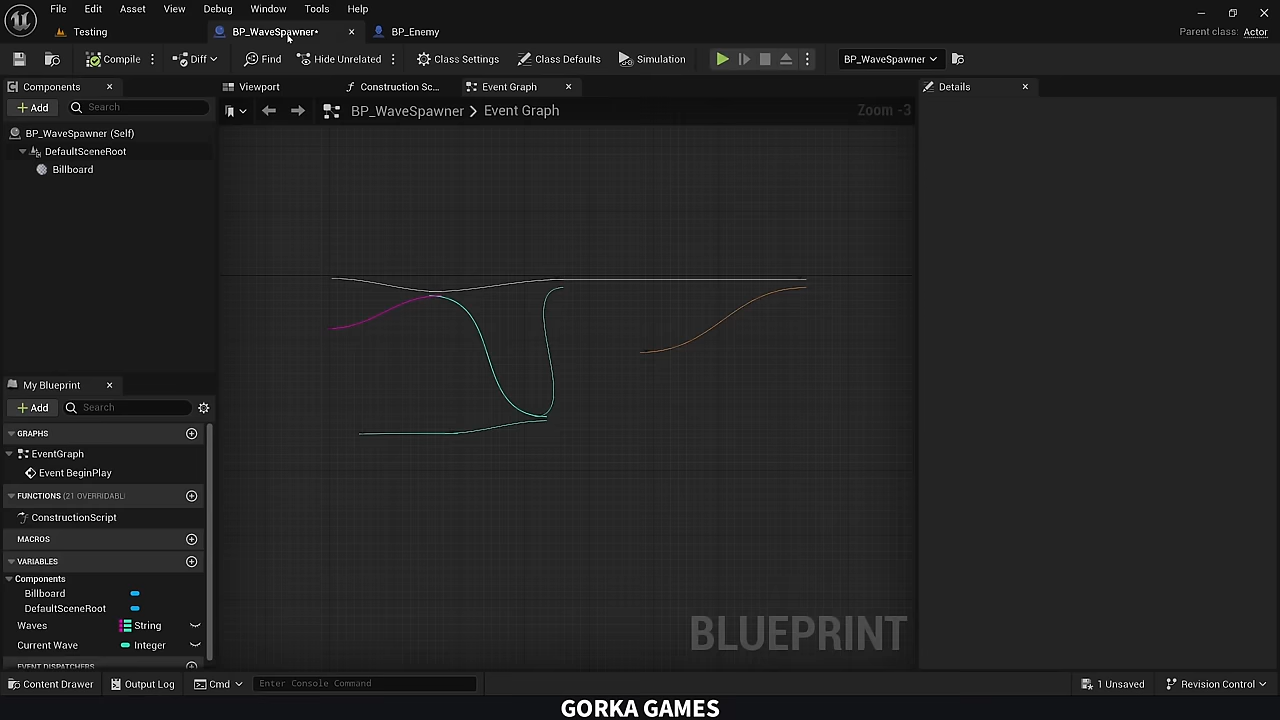 File Edit Asset View Debug Window Tools Help
Testing BP_WaveSpawner• BP_Enemy Parent class: Actor
Compile Diff Find Hide Unrelated Class Settings Class Defaults Simulation BP_WaveSpawner
Components Viewport Construction Sc... Event Graph Details
Add Search BP_WaveSpawner Event Graph Zoom -3
BP_WaveSpawner (Self)
DefaultSceneRoot
Billboard
My Blueprint
Add Search
GRAPHS
EventGraph
Event BeginPlay
FUNCTIONS (21 OVERRIDABL
ConstructionScript
MACROS
VARIABLES
Components
Billboard
DefaultSceneRoot
Waves String
Current Wave Integer
EVENT DISPATCHERS
BLUEPRINT
Content Drawer Output Log Cmd Enter Console Command 1 Unsaved Revision Control
GORKA GAMES